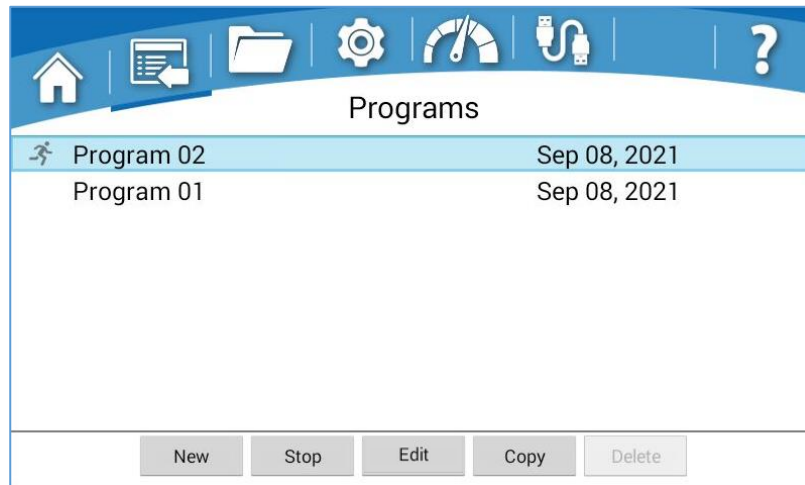 ?
Programs
Program 02 Sep 08, 2021
Program 01 Sep 08, 2021
New Stop Edit Copy Delete